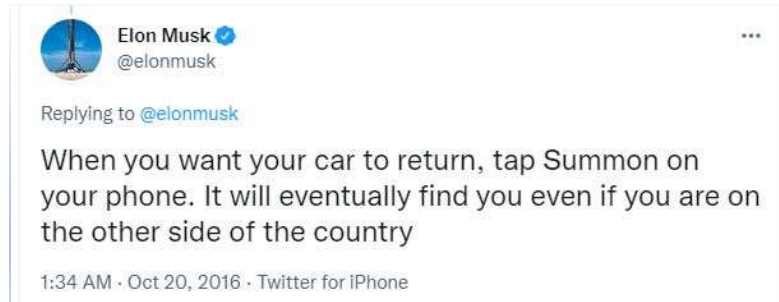 Elon Musk
@elonmusk
Replying to @elonmusk
When you want your car to return, tap Summon on
your phone. It will eventually find you even if you are on
the other side of the country
1:34 AM · Oct 20, 2016 · Twitter for iPhone